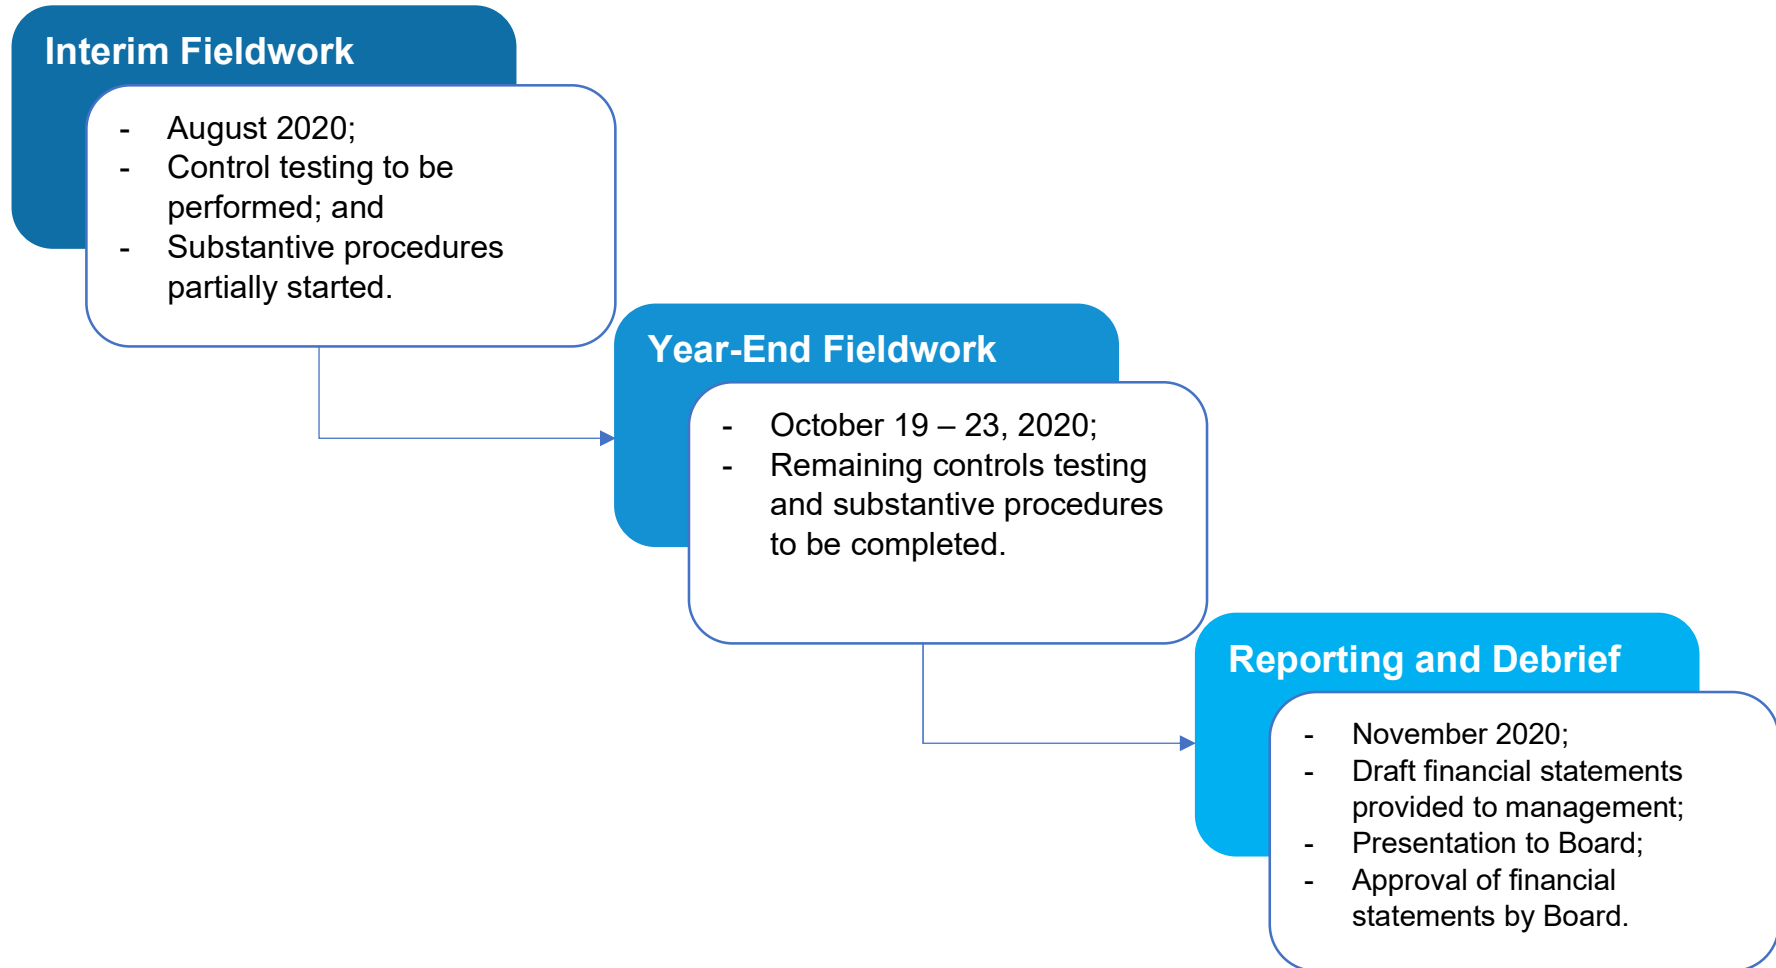 Interim Fieldwork
- August 2020;
- Control testing to be
performed; and
- Substantive procedures
partially started.
Year-End Fieldwork
- October 19 – 23, 2020;
- Remaining controls testing
and substantive procedures
to be completed.
Reporting and Debrief
- November 2020;
- Draft financial statements
provided to management;
- Presentation to Board;
- Approval of financial
statements by Board.